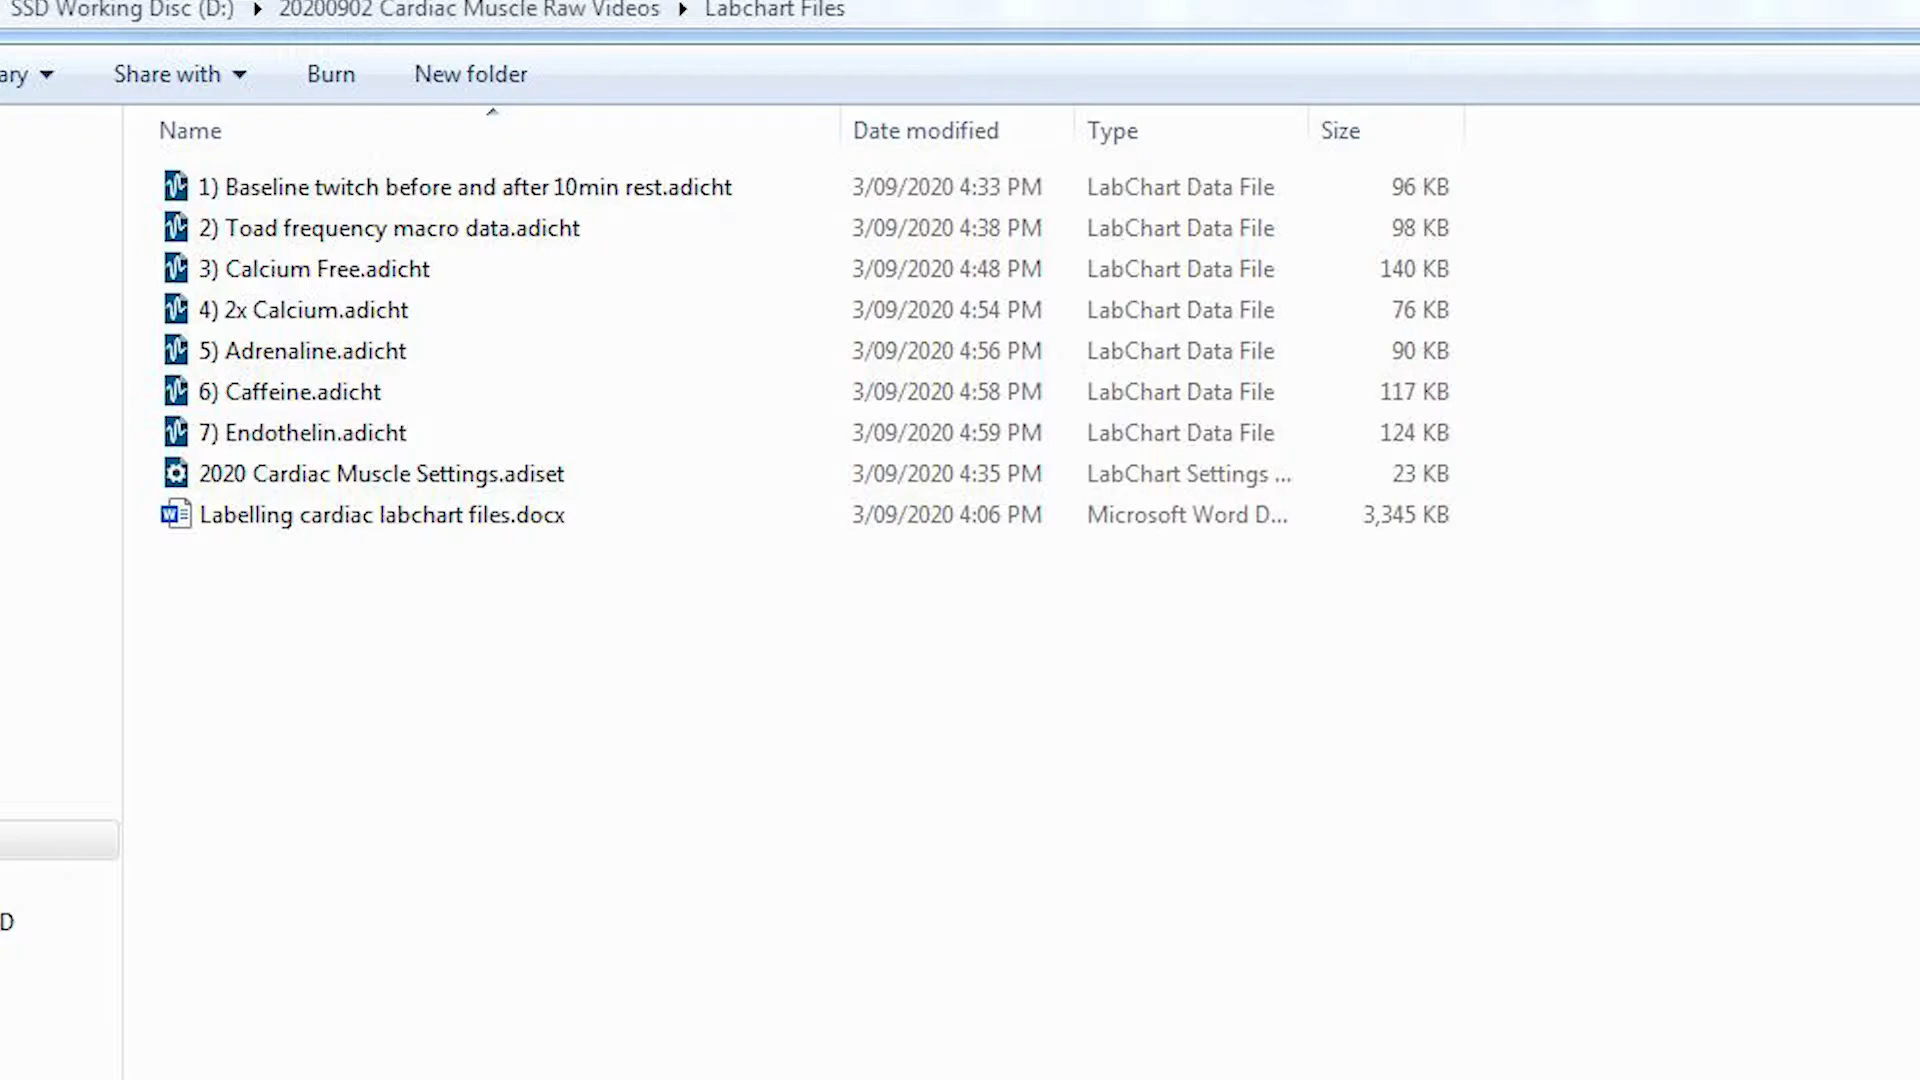 SSD Working Disc (D:) 20200902 Cardiac Muscle Raw Videos Labchart Files
ary Share with Burn New folder
Name Date modified Type Size
1) Baseline twitch before and after 10min rest.adicht 3/09/2020 4:33 PM LabChart Data File 96 KB
2) Toad frequency macro data.adicht 3/09/2020 4:38 PM LabChart Data File 98 KB
3) Calcium Free.adicht 3/09/2020 4:48 PM LabChart Data File 140 KB
4) 2x Calcium.adicht 3/09/2020 4:54 PM LabChart Data File 76 KB
5) Adrenaline.adicht 3/09/2020 4:56 PM LabChart Data File 90 KB
6) Caffeine.adicht 3/09/2020 4:58 PM LabChart Data File 117 KB
7) Endothelin.adicht 3/09/2020 4:59 PM LabChart Data File 124 KB
2020 Cardiac Muscle Settings.adiset 3/09/2020 4:35 PM LabChart Settings ... 23 KB
Labelling cardiac labchart files.docx 3/09/2020 4:06 PM Microsoft Word D... 3,345 KB
D